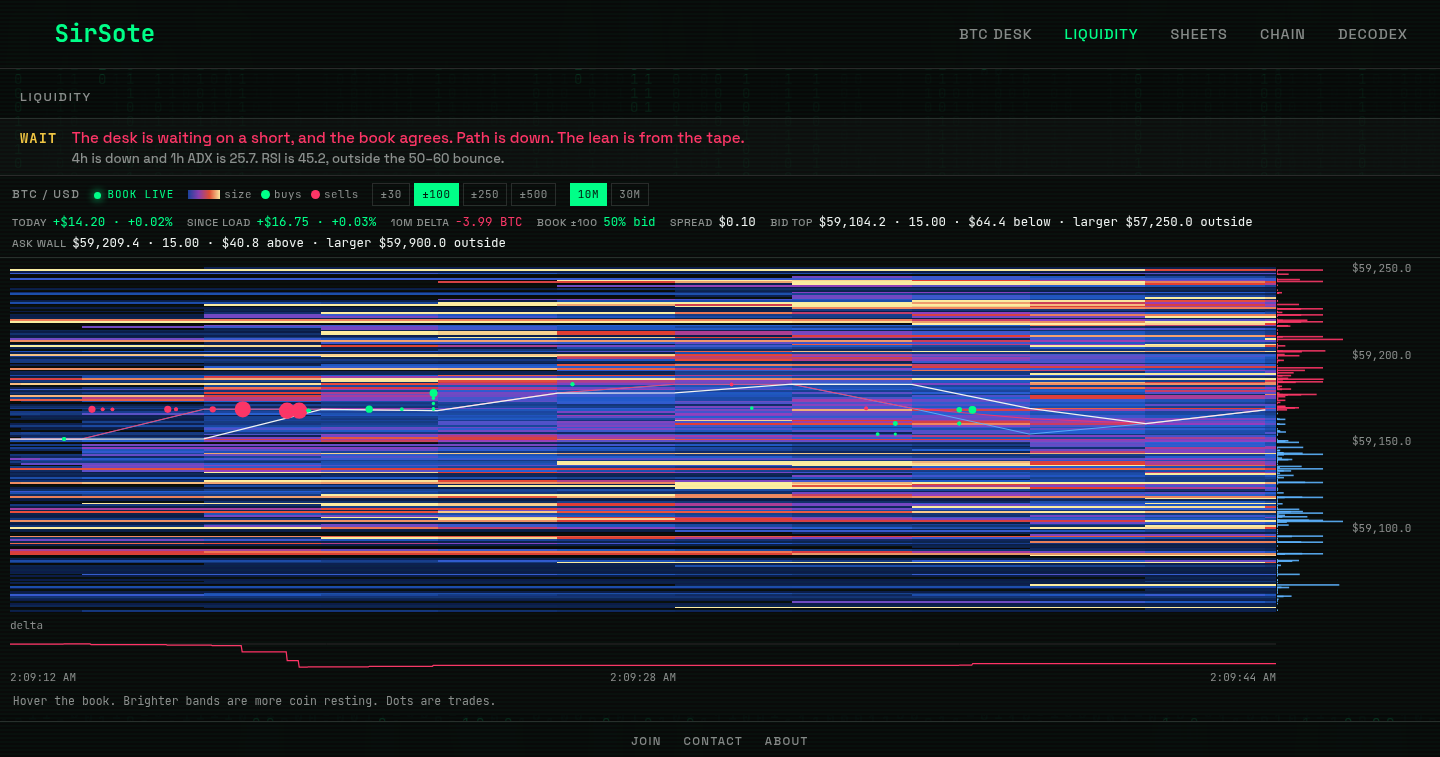 SirSote
BTC DESK LIQUIDITY SHEETS CHAIN DECODEX
LIQUIDITY
WAIT The desk is waiting on a short, and the book agrees. Path is down. The lean is from the tape.
4h is down and 1h ADX is 25.7. RSI is 45.2, outside the 50–60 bounce.
BTC / USD BOOK LIVE size buys sells ±30 ±100 ±250 ±500 10M 30M
TODAY +$14.20 · +0.02% SINCE LOAD +$16.75 · +0.03% 10M DELTA -3.99 BTC BOOK ±100 50% bid SPREAD $0.10 BID TOP $59,104.2 · 15.00 · $64.4 below · larger $57,250.0 outside
ASK WALL $59,209.4 · 15.00 · $40.8 above · larger $59,900.0 outside
$59,250.0
$59,200.0
$59,150.0
$59,100.0
delta
2:09:12 AM 2:09:28 AM 2:09:44 AM
Hover the book. Brighter bands are more coin resting. Dots are trades.
JOIN CONTACT ABOUT